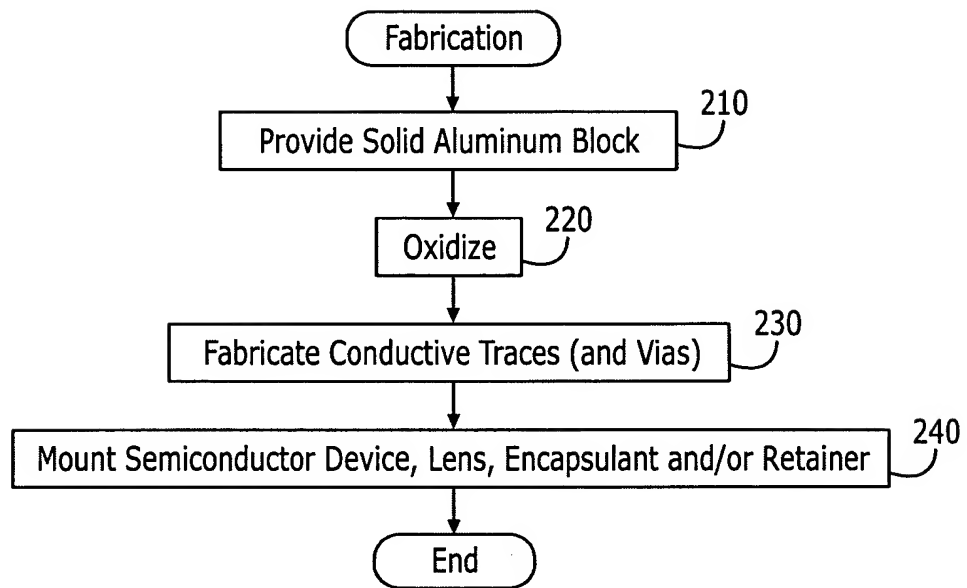 Fabrication
210
Provide Solid Aluminum Block
220
Oxidize
230
Fabricate Conductive Traces (and Vias)
240
Mount Semiconductor Device, Lens, Encapsulant and/or Retainer
End